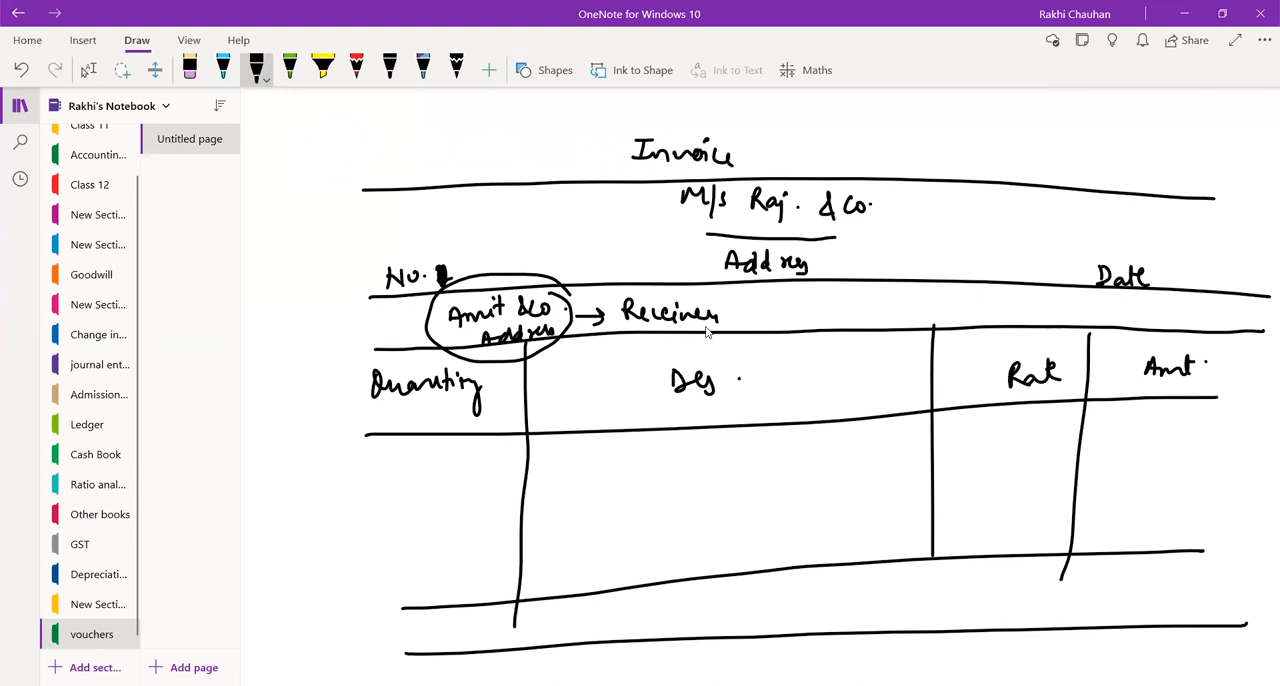 OneNote for Windows 10
Rakhi Chauhan
Home Insert Draw View Help
Share
Shapes Ink to Shape Ink to Text Maths
Rakhi's Notebook
Class 11
Accountin...
Class 12
New Secti...
New Secti...
Goodwill
New Secti...
Change in...
journal ent...
Admission...
Ledger
Cash Book
Ratio anal...
Other books
GST
Depreciati...
New Secti...
vouchers
Add sect...
Untitled page
Add page
Invoice
M/s Raj. & Co.
Address
No. Date
Amit & Co. → Receiver
Address
Quantity Des. Rate Amt.